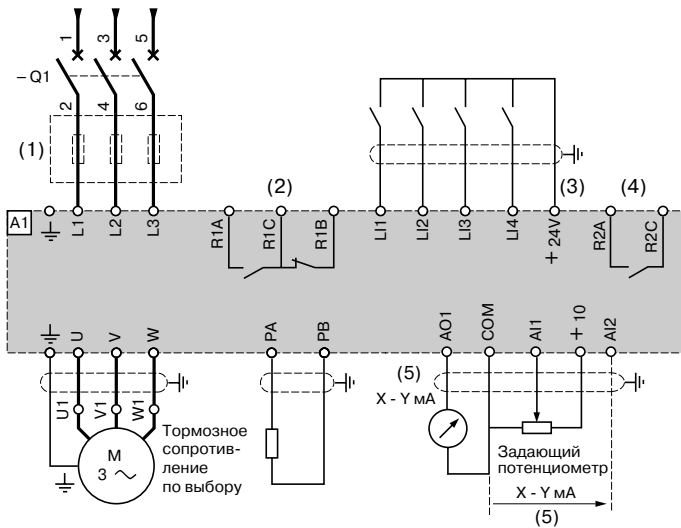 1 3 5
– Q1
2 4 6
(1) (2) (3) (4)
A1
L1 L2 L3 R1A R1C R1B LI1 LI2 LI3 LI4 + 24V R2A R2C
U V W PA PB AO1 COM AI1 + 10 AI2
(5)
X - Y мА
U1 V1 W1
M
3
Тормозное
сопротив-
ление
по выбору
Задающий
потенциометр
X - Y мА
(5)